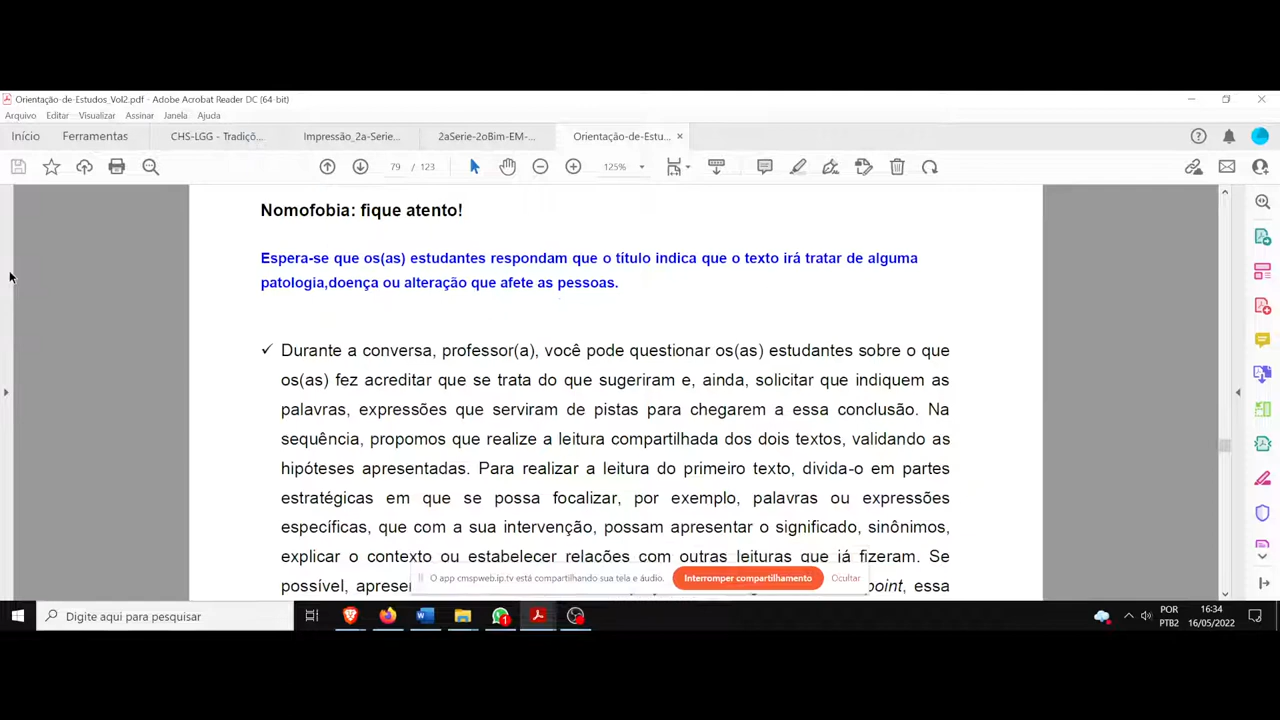 Orientação-de-Estudos_Vol2.pdf - Adobe Acrobat Reader DC (64-bit)
Arquivo Editar Visualizar Assinar Janela Ajuda
Início Ferramentas CHS-LGG - Tradiçõ... Impressão_2a-Serie... 2aSerie-2oBim-EM-... Orientação-de-Estu...
79 / 123 125%
Nomofobia: fique atento!
Espera-se que os(as) estudantes respondam que o título indica que o texto irá tratar de alguma
patologia,doença ou alteração que afete as pessoas.
✓ Durante a conversa, professor(a), você pode questionar os(as) estudantes sobre o que
os(as) fez acreditar que se trata do que sugeriram e, ainda, solicitar que indiquem as
palavras, expressões que serviram de pistas para chegarem a essa conclusão. Na
sequência, propomos que realize a leitura compartilhada dos dois textos, validando as
hipóteses apresentadas. Para realizar a leitura do primeiro texto, divida-o em partes
estratégicas em que se possa focalizar, por exemplo, palavras ou expressões
específicas, que com a sua intervenção, possam apresentar o significado, sinônimos,
explicar o contexto ou estabelecer relações com outras leituras que já fizeram. Se
possível, aprese point, essa
O app cmspweb.ip.tv está compartilhando sua tela e áudio. Interromper compartilhamento Ocultar
Digite aqui para pesquisar
1
POR 16:34
PTB2 16/05/2022